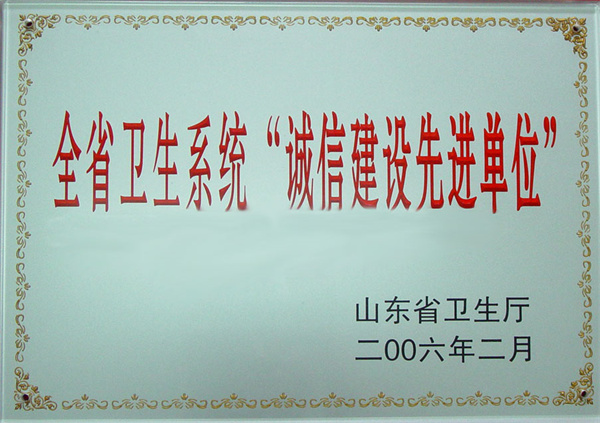 全省卫生系统“诚信建设先进单位”
山东省卫生厅
二00六年二月